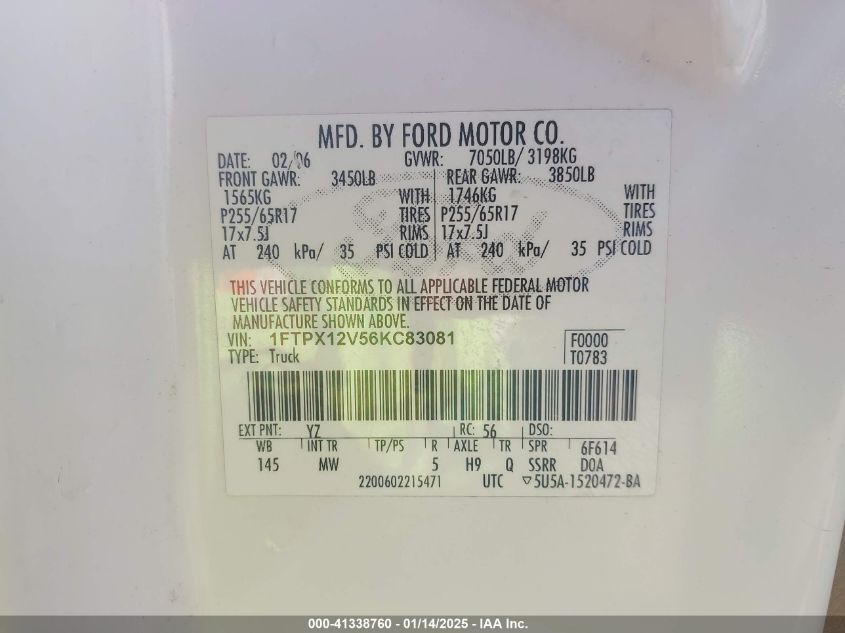 MFD. BY FORD MOTOR CO.
DATE: 02/06 GVWR: 7050LB/ 3198KG
FRONT GAWR: 3450LB REAR GAWR: 3850LB
1565KG WITH 1746KG WITH
P255/65R17 TIRES P255/65R17 TIRES
17x7.5J RIMS 17x7.5J RIMS
AT 240 kPa/ 35 PSI COLD AT 240 kPa/ 35 PSI COLD
THIS VEHICLE CONFORMS TO ALL APPLICABLE FEDERAL MOTOR
VEHICLE SAFETY STANDARDS IN EFFECT ON THE DATE OF
MANUFACTURE SHOWN ABOVE.
VIN: 1FTPX12V56KC83081 F0000
TYPE: Truck T0783
EXT PNT: YZ RC: 56 DSO:
WB INT TR TP/PS R AXLE TR SPR 6F614
145 MW 5 H9 Q SSRR DOA
2200602215471 UTC ▽5U5A-1520472-BA
000-41338760 - 01/14/2025 - IAA Inc.